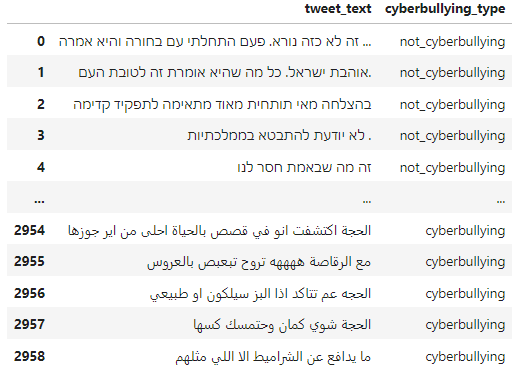 tweet_text cyberbullying_type
0 זה לא כזה נורא. פעם התחלתי עם בחורה והיא אמרה ... not_cyberbullying
1 אוהבת ישראל. כל מה שהיא אומרת זה לטובת העם. not_cyberbullying
2 בהצלחה מאי תותחית מאוד מתאימה לתפקיד קדימה not_cyberbullying
3 לא יודעת להתבטא בממלכתיות . not_cyberbullying
4 זה מה שבאמת חסר לנו not_cyberbullying
... ... ...
2954 الحجة اكتشفت انو في قصص بالحياة احلى من اير جوزها cyberbullying
2955 مع الرقاصة ههههه تروح تبعبص بالعروس cyberbullying
2956 الحجه عم تتاكد اذا البز سيلكون او طبيعي cyberbullying
2957 الحجة شوي كمان وحتمسك كسها cyberbullying
2958 ما يدافع عن الشراميط الا اللي مثلهم cyberbullying